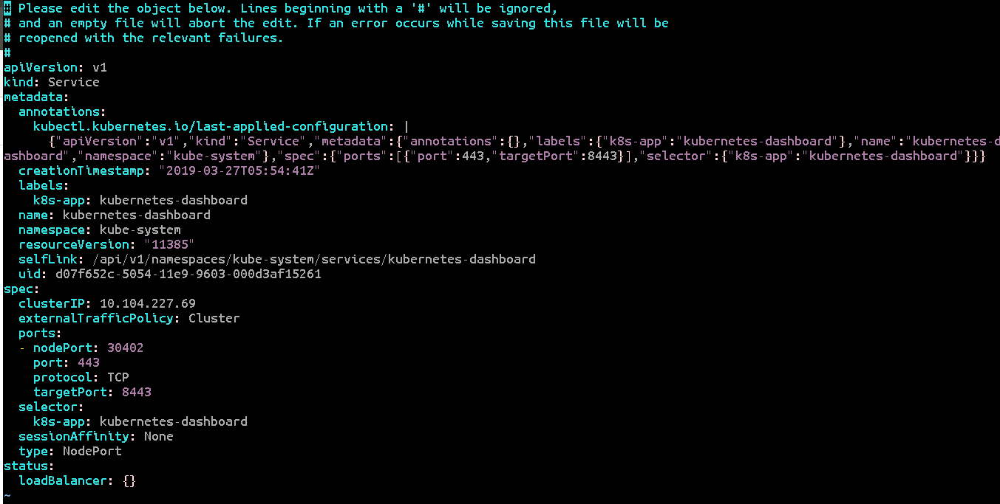 # Please edit the object below. Lines beginning with a '#' will be ignored,
# and an empty file will abort the edit. If an error occurs while saving this file will be
# reopened with the relevant failures.
#
apiVersion: v1
kind: Service
metadata:
  annotations:
    kubectl.kubernetes.io/last-applied-configuration: |
      {"apiVersion":"v1","kind":"Service","metadata":{"annotations":{},"labels":{"k8s-app":"kubernetes-dashboard"},"name":"kubernetes-d
ashboard","namespace":"kube-system"},"spec":{"ports":[{"port":443,"targetPort":8443}],"selector":{"k8s-app":"kubernetes-dashboard"}}}
  creationTimestamp: "2019-03-27T05:54:41Z"
  labels:
    k8s-app: kubernetes-dashboard
  name: kubernetes-dashboard
  namespace: kube-system
  resourceVersion: "11385"
  selfLink: /api/v1/namespaces/kube-system/services/kubernetes-dashboard
  uid: d07f652c-5054-11e9-9603-000d3af15261
spec:
  clusterIP: 10.104.227.69
  externalTrafficPolicy: Cluster
  ports:
  - nodePort: 30402
    port: 443
    protocol: TCP
    targetPort: 8443
  selector:
    k8s-app: kubernetes-dashboard
  sessionAffinity: None
  type: NodePort
status:
  loadBalancer: {}
~